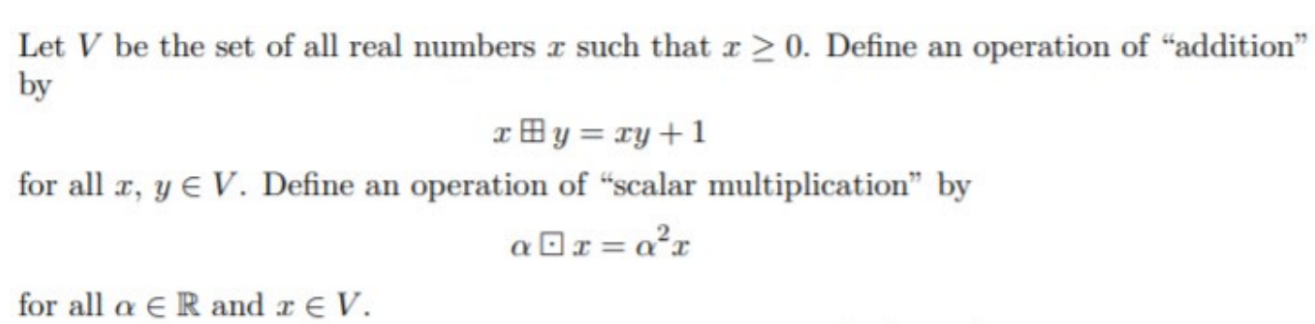 Let V be the set of all real numbers x such that x ≥ 0. Define an operation of “addition”
by
x ⊞ y = xy + 1
for all x, y ∈ V. Define an operation of “scalar multiplication” by
α ⊡ x = α²x
for all α ∈ ℝ and x ∈ V.